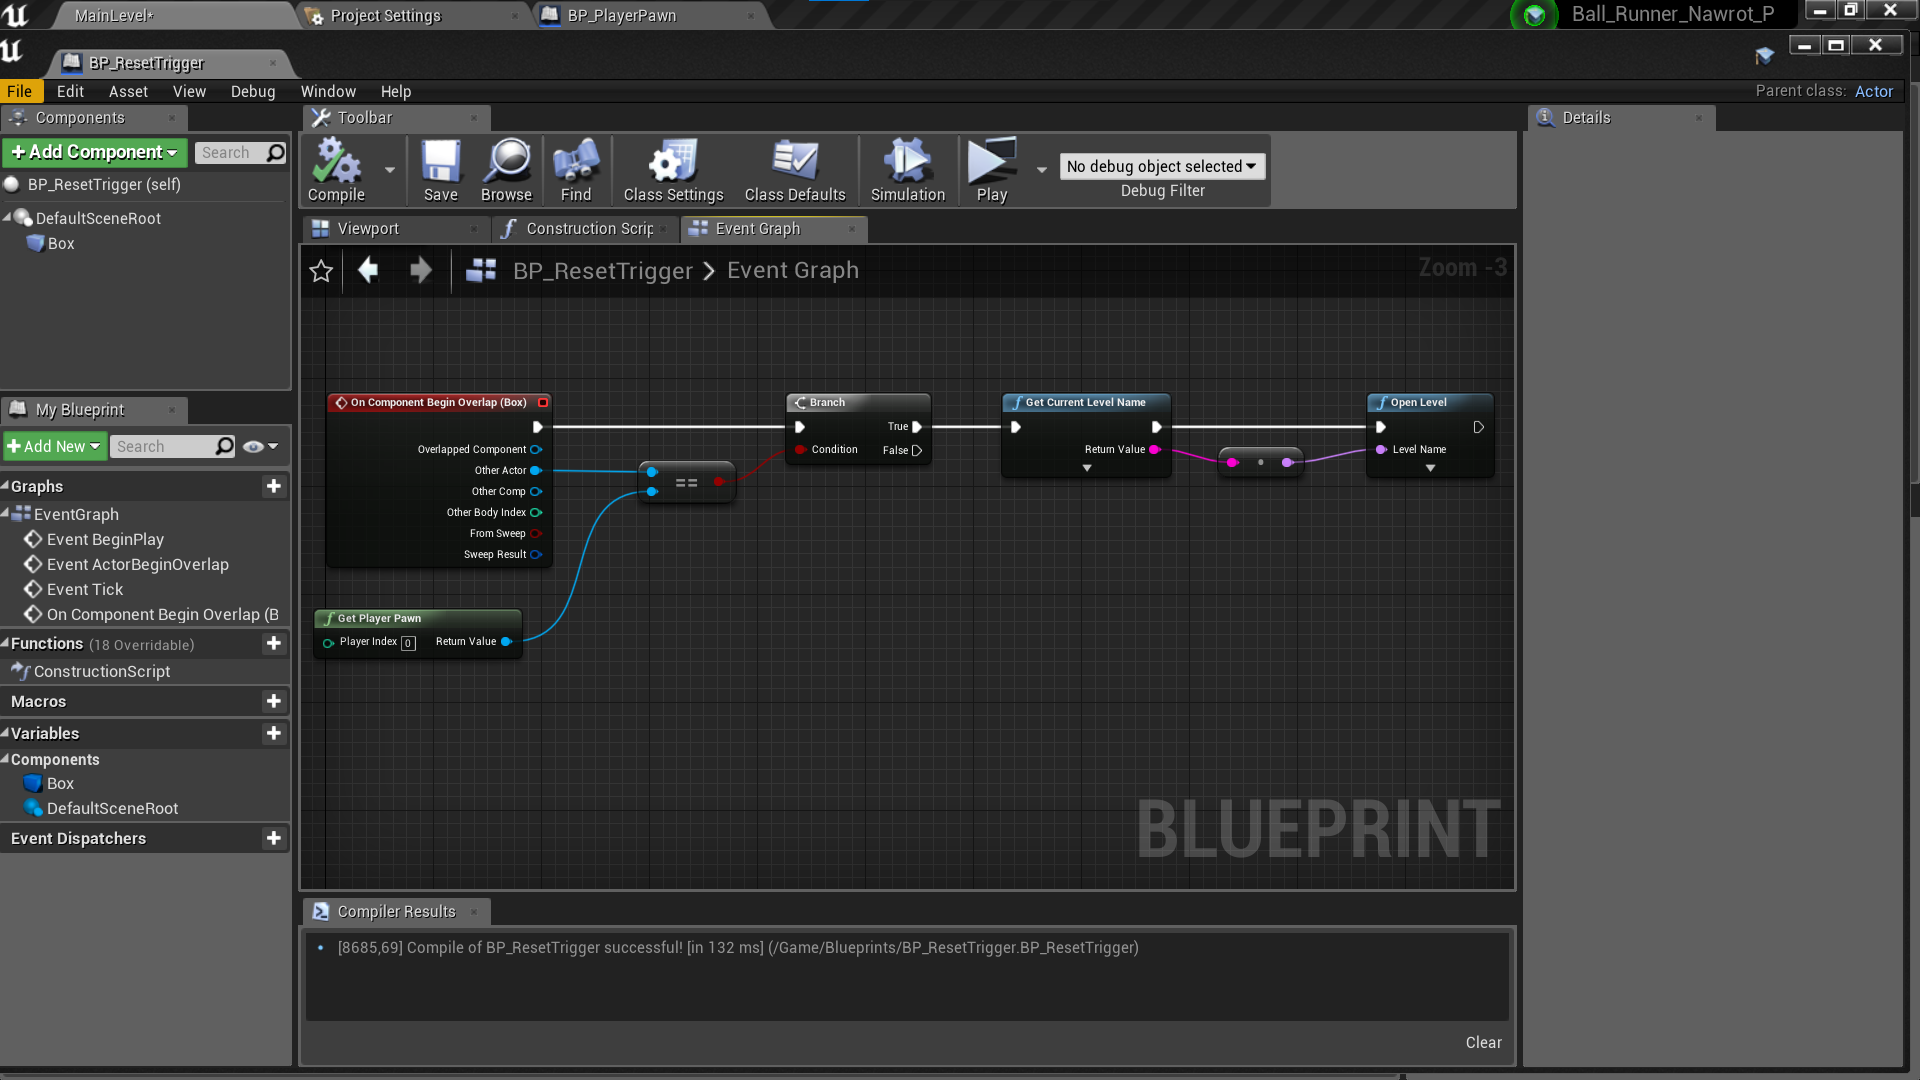 MainLevel*
Project Settings
BP_PlayerPawn
Ball_Runner_Nawrot_P
BP_ResetTrigger
File
Edit
Asset
View
Debug
Window
Help
Parent class: Actor
Components
+ Add Component
Search
BP_ResetTrigger (self)
DefaultSceneRoot
Box
Toolbar
Compile
Save
Browse
Find
Class Settings
Class Defaults
Simulation
Play
No debug object selected
Debug Filter
Details
Viewport
Construction Scrip
Event Graph
BP_ResetTrigger > Event Graph
Zoom -3
On Component Begin Overlap (Box)
Overlapped Component
Other Actor
Other Comp
Other Body Index
From Sweep
Sweep Result
==
Branch
True
Condition
False
Get Current Level Name
Return Value
Open Level
Level Name
Get Player Pawn
Player Index 0
Return Value
BLUEPRINT
My Blueprint
+ Add New
Search
Graphs
EventGraph
Event BeginPlay
Event ActorBeginOverlap
Event Tick
On Component Begin Overlap (B
Functions (18 Overridable)
ConstructionScript
Macros
Variables
Components
Box
DefaultSceneRoot
Event Dispatchers
Compiler Results
[8685,69] Compile of BP_ResetTrigger successful! [in 132 ms] (/Game/Blueprints/BP_ResetTrigger.BP_ResetTrigger)
Clear